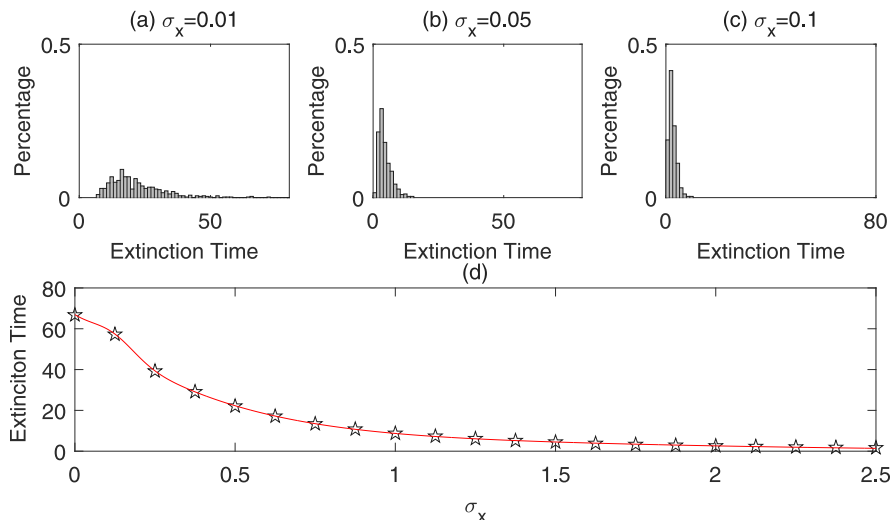 (a) σx=0.01
(b) σx=0.05
(c) σx=0.1
0.5
0
Percentage
0
50
Extinction Time
0.5
0
Percentage
0
50
Extinction Time
0.5
0
Percentage
0
80
Extinction Time
(d)
80
60
40
20
0
Extinciton Time
0
0.5
1
1.5
2
2.5
σx